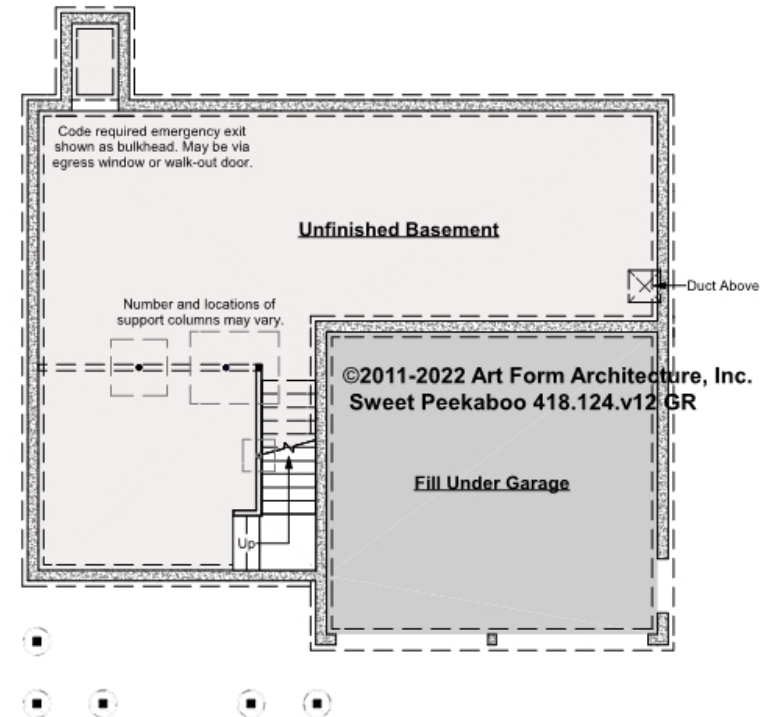 Code required emergency exit
shown as bulkhead. May be via
egress window or walk-out door.
Unfinished Basement
Duct Above
Number and locations of
support columns may vary.
©2011-2022 Art Form Architecture, Inc.
Sweet Peekaboo 418.124.v12 GR
Fill Under Garage
Up